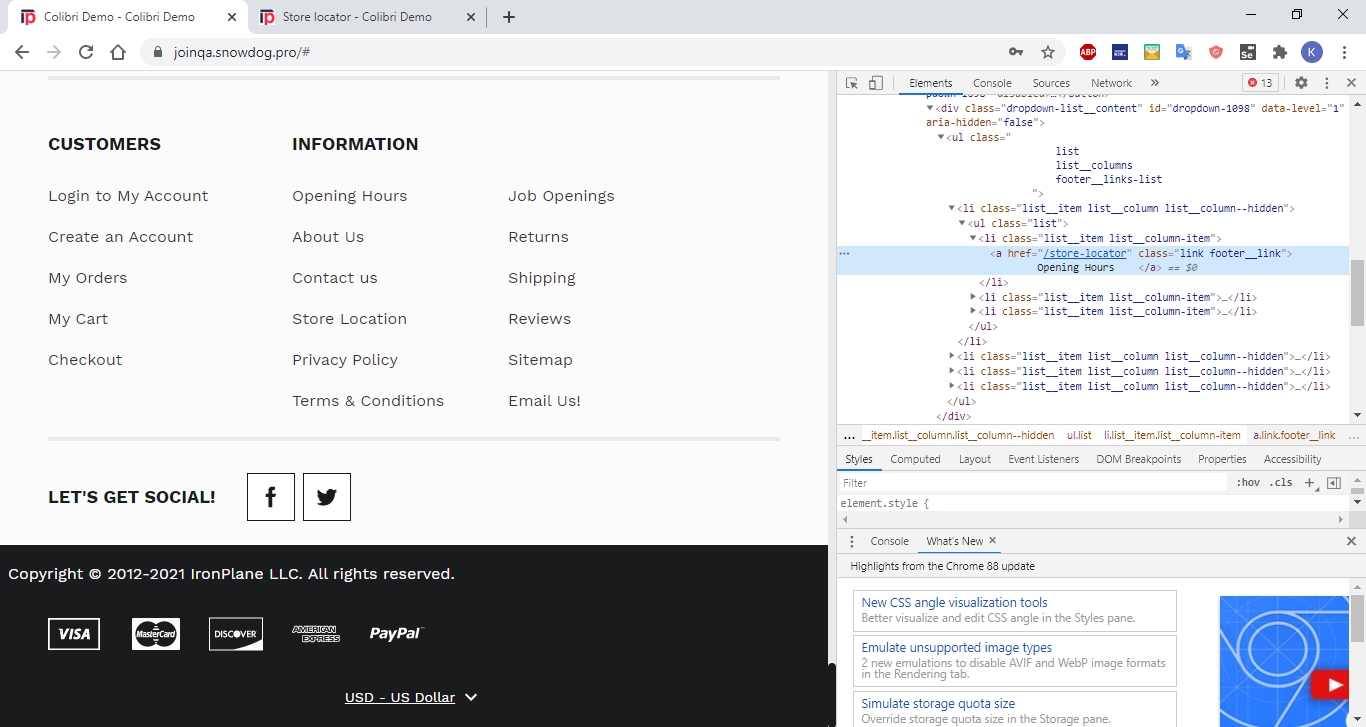 Colibri Demo - Colibri Demo
Store locator - Colibri Demo
joinqa.snowdog.pro/#
ABP
Se
K
CUSTOMERS
Login to My Account
Create an Account
My Orders
My Cart
Checkout
INFORMATION
Opening Hours
About Us
Contact us
Store Location
Privacy Policy
Terms & Conditions
Job Openings
Returns
Shipping
Reviews
Sitemap
Email Us!
LET'S GET SOCIAL!
Copyright © 2012-2021 IronPlane LLC. All rights reserved.
VISA
MasterCard
DISCOVER
AMERICAN EXPRESS
PayPal
USD - US Dollar
Elements Console Sources Network » 13
<div class="dropdown-list__content" id="dropdown-1098" data-level="1"
aria-hidden="false">
<ul class="
list
list__columns
footer__links-list
">
<li class="list__item list__column list__column--hidden">
<ul class="list">
<li class="list__item list__column-item">
... <a href="/store-locator" class="link footer__link">
Opening Hours </a> == $0
</li>
<li class="list__item list__column-item">…</li>
<li class="list__item list__column-item">…</li>
</ul>
</li>
<li class="list__item list__column list__column--hidden">…</li>
<li class="list__item list__column list__column--hidden">…</li>
<li class="list__item list__column list__column--hidden">…</li>
</ul>
</div>
... __item.list__column.list__column--hidden ul.list li.list__item.list__column-item a.link.footer__link ...
Styles Computed Layout Event Listeners DOM Breakpoints Properties Accessibility
Filter :hov .cls +
element.style {
Console What's New ×
Highlights from the Chrome 88 update
New CSS angle visualization tools
Better visualize and edit CSS angle in the Styles pane.
Emulate unsupported image types
2 new emulations to disable AVIF and WebP image formats
in the Rendering tab.
Simulate storage quota size
Override storage quota size in the Storage pane.